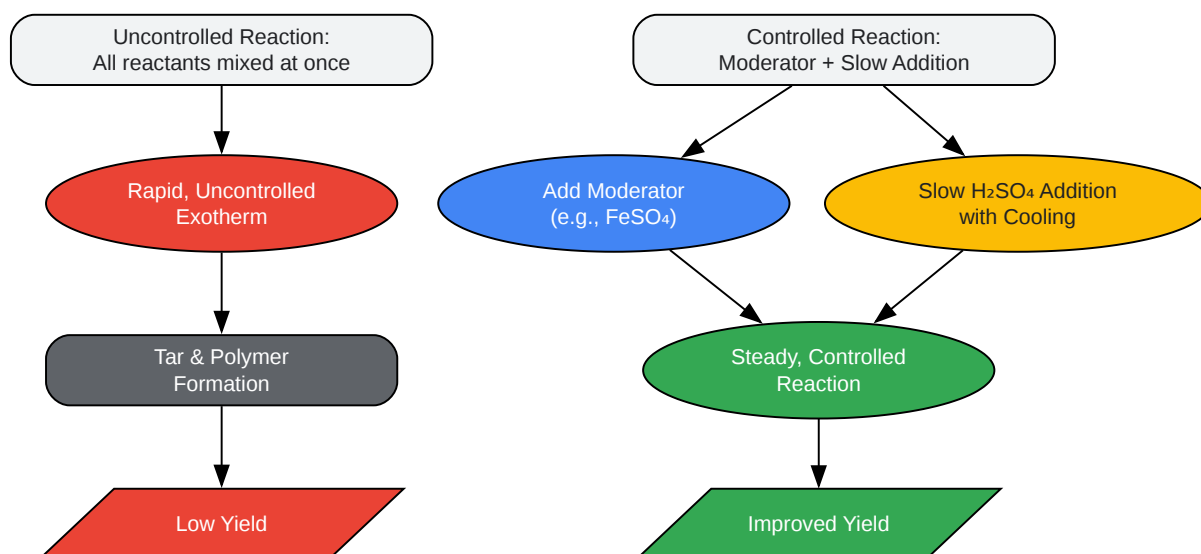 Uncontrolled Reaction:
All reactants mixed at once
Rapid, Uncontrolled
Exotherm
Tar & Polymer
Formation
Low Yield
Controlled Reaction:
Moderator + Slow Addition
Add Moderator
(e.g., FeSO₄)
Slow H₂SO₄ Addition
with Cooling
Steady, Controlled
Reaction
Improved Yield